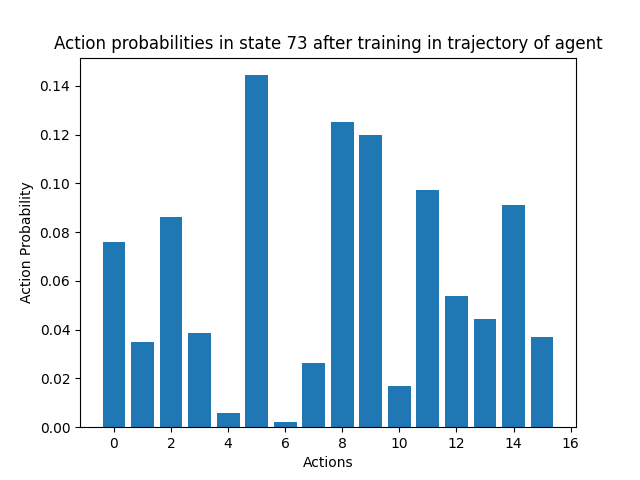 Action probabilities in state 73 after training in trajectory of agent
0.14
0.12
0.10
0.08
0.06
0.04
0.02
0.00
Action Probability
0 2 4 6 8 10 12 14 16
Actions